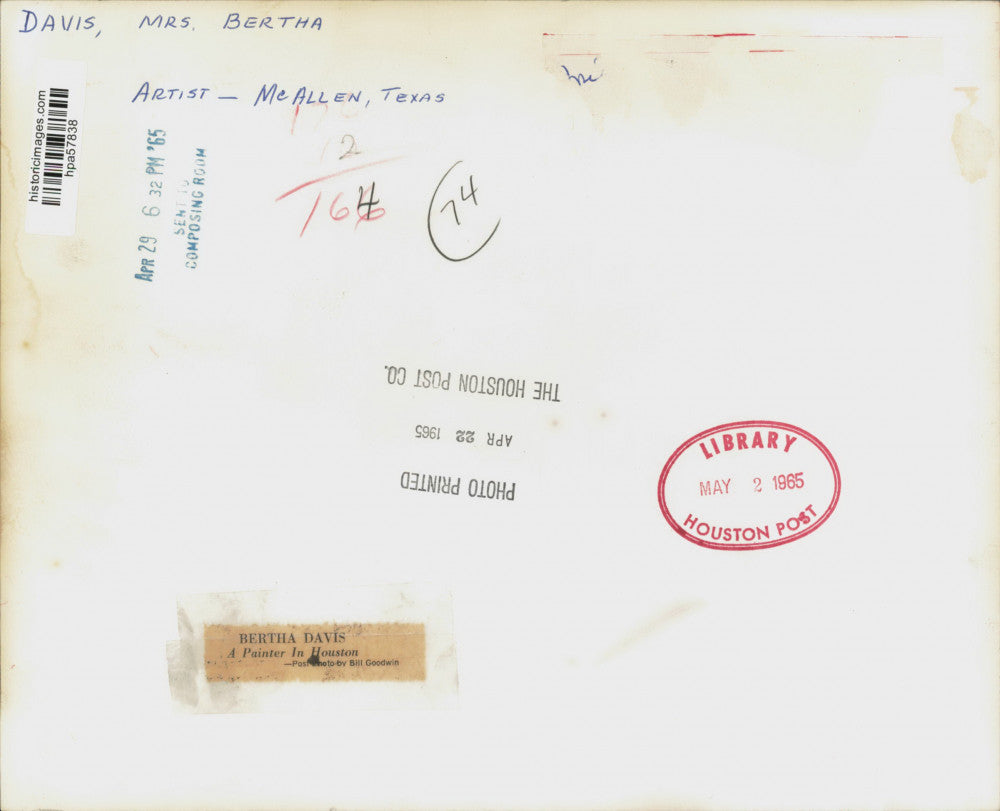 DAVIS, MRS. BERTHA
ARTIST — McALLEN, TEXAS
historicimages.com
hpa57838
APR 29 6 32 PM '65
SENT TO
COMPOSING ROOM
2
164
74
THE HOUSTON POST CO.
APR 22 1965
PHOTO PRINTED
LIBRARY
MAY 2 1965
HOUSTON POST
BERTHA DAVIS
A Painter In Houston
—Post Photo by Bill Goodwin